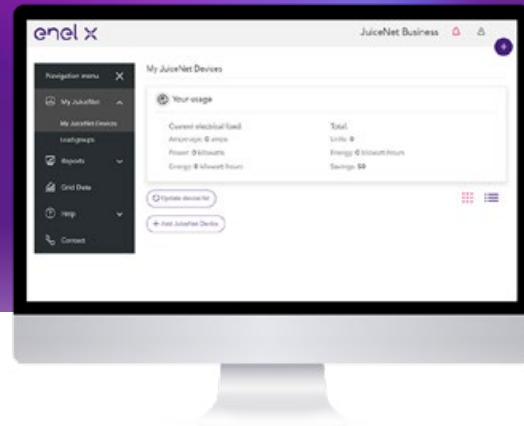 enel x
JuiceNet Business
Navigation menu X
My JuiceNet
My JuiceNet Devices
Loadgroups
Reports
Grid Data
Help
Contact
My JuiceNet Devices
Your usage
Current electrical load:
Amperage: 0 amps
Power: 0 kilowatts
Energy: 0 kilowatt hours
Total:
Units: 0
Energy: 0 kilowatt hours
Savings: $0
Update device list
+ Add JuiceNet Device